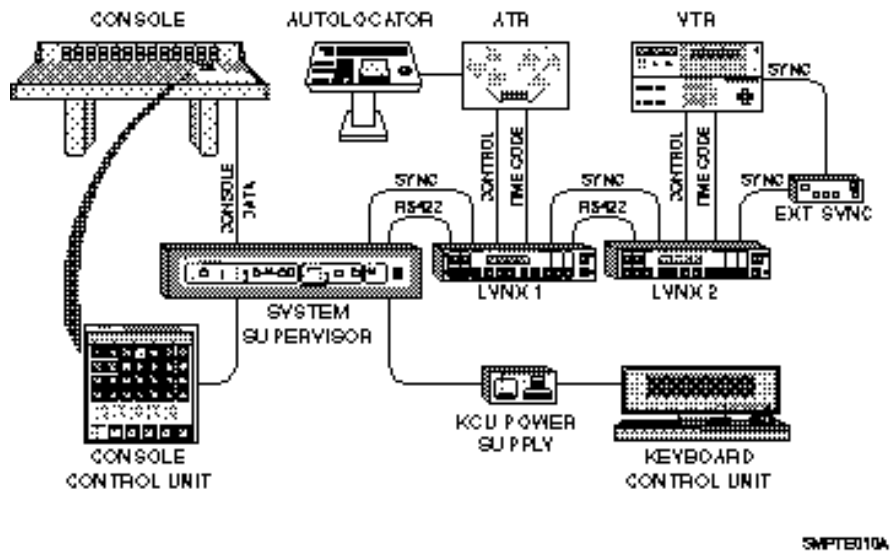 CONSOLE
AUTOLOCATOR
ATR
VTR
SYNC
CONTROL
TIME CODE
CONTROL
TIME CODE
CONSOLE
DATA
SYNC
RS422
SYNC
RS422
SYNC
EXT SYNC
LYNX 1
LYNX 2
SYSTEM
SUPERVISOR
KCU POWER
SUPPLY
CONSOLE
CONTROL UNIT
KEYBOARD
CONTROL UNIT
SMPTE010A